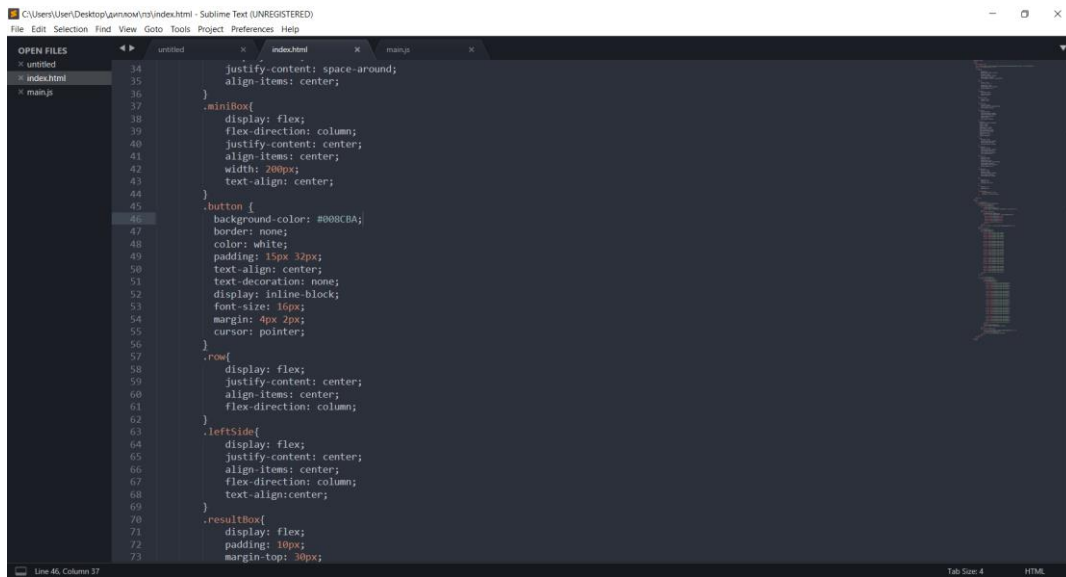 C:\Users\User\Desktop\диплом\пз\index.html - Sublime Text (UNREGISTERED)
File Edit Selection Find View Goto Tools Project Preferences Help
OPEN FILES
untitled
index.html
main.js
untitled index.html main.js
34 justify-content: space-around;
35 align-items: center;
36 }
37 .miniBox{
38 display: flex;
39 flex-direction: column;
40 justify-content: center;
41 align-items: center;
42 width: 200px;
43 text-align: center;
44 }
45 .button {
46 background-color: #008CBA;
47 border: none;
48 color: white;
49 padding: 15px 32px;
50 text-align: center;
51 text-decoration: none;
52 display: inline-block;
53 font-size: 16px;
54 margin: 4px 2px;
55 cursor: pointer;
56 }
57 .row{
58 display: flex;
59 justify-content: center;
60 align-items: center;
61 flex-direction: column;
62 }
63 .leftSide{
64 display: flex;
65 justify-content: center;
66 align-items: center;
67 flex-direction: column;
68 text-align:center;
69 }
70 .resultBox{
71 display: flex;
72 padding: 10px;
73 margin-top: 30px;
Line 46, Column 37 Tab Size: 4 HTML